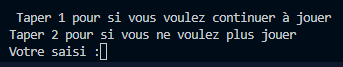 Taper 1 pour si vous voulez continuer à jouer
Taper 2 pour si vous ne voulez plus jouer
Votre saisi :